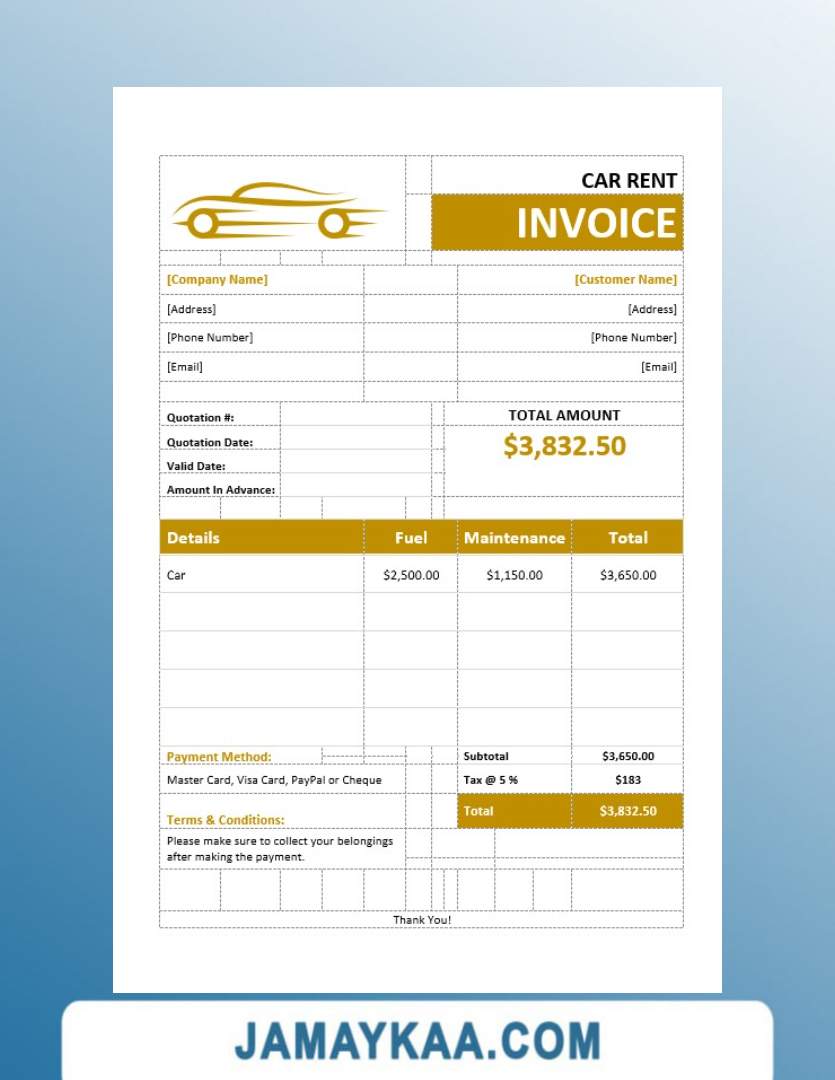 CAR RENT
INVOICE
[Company Name] [Customer Name]
[Address] [Address]
[Phone Number] [Phone Number]
[Email] [Email]
Quotation #: TOTAL AMOUNT
Quotation Date: $3,832.50
Valid Date:
Amount In Advance:
Details Fuel Maintenance Total
Car $2,500.00 $1,150.00 $3,650.00
Payment Method: Subtotal $3,650.00
Master Card, Visa Card, PayPal or Cheque Tax @ 5 % $183
Total $3,832.50
Terms & Conditions:
Please make sure to collect your belongings
after making the payment.
Thank You!
JAMAYKAA.COM